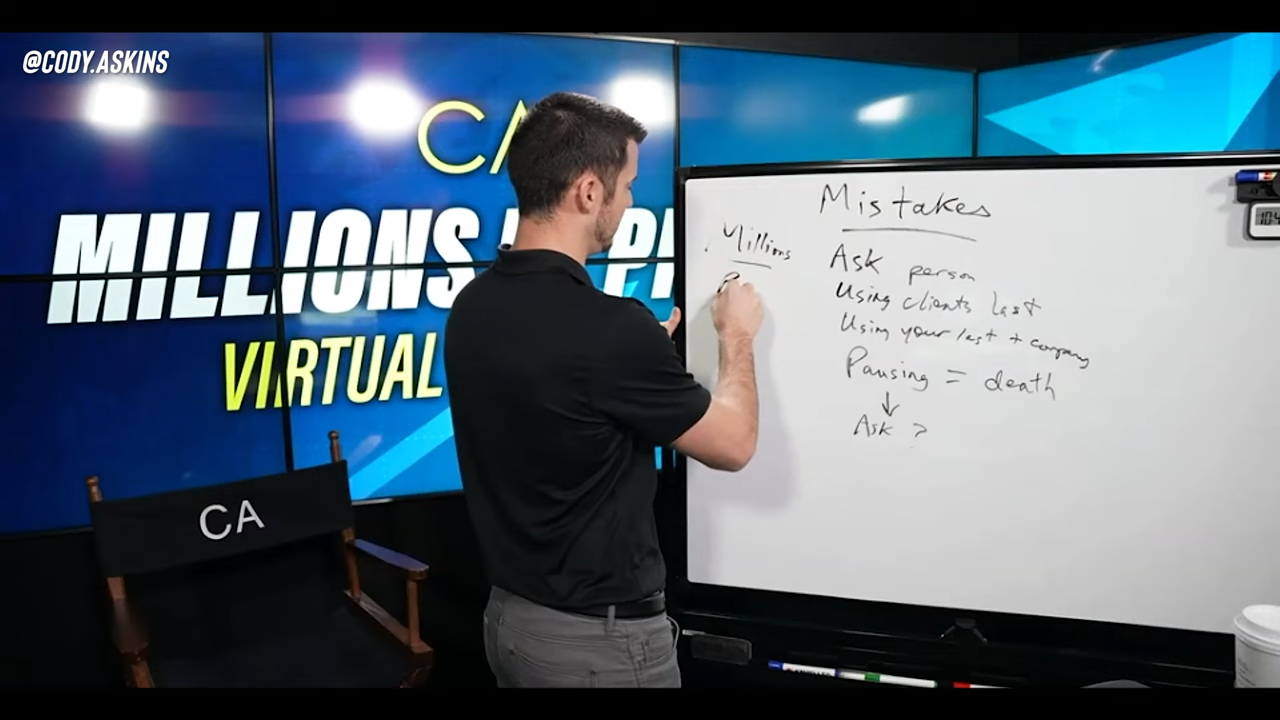 @CODY.ASKINS
CA
MILLIONS
VIRTUAL
CA
Mistakes
Millions
Ask person
Using clients last
Using your last + company
Pausing = death
↓
Ask ?
104